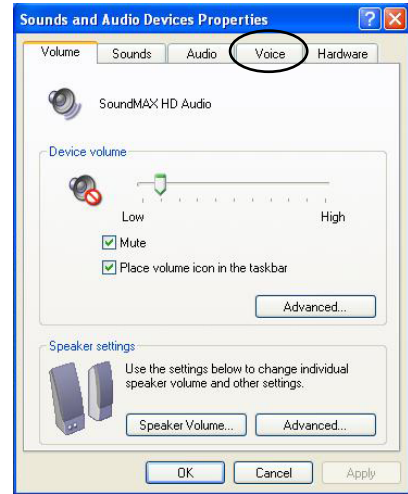 Sounds and Audio Devices Properties
Volume Sounds Audio Voice Hardware
SoundMAX HD Audio
Device volume
Low High
Mute
Place volume icon in the taskbar
Advanced...
Speaker settings
Use the settings below to change individual
speaker volume and other settings.
Speaker Volume... Advanced...
OK Cancel Apply